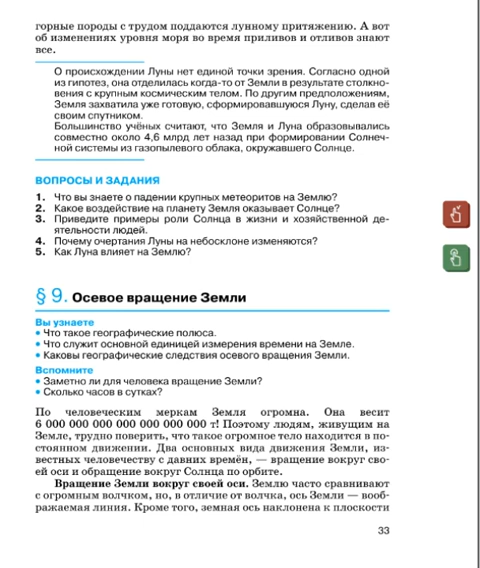 горные породы с трудом поддаются лунному притяжению. А вот
об изменениях уровня моря во время приливов и отливов знают
все.
О происхождении Луны нет единой точки зрения. Согласно одной
из гипотез, она отделилась когда-то от Земли в результате столкно-
вения с крупным космическим телом. По другим предположениям,
Земля захватила уже готовую, сформировавшуюся Луну, сделав её
своим спутником.
Большинство учёных считают, что Земля и Луна образовывались
совместно около 4,6 млрд лет назад при формировании Солнеч-
ной системы из газопылевого облака, окружавшего Солнце.
ВОПРОСЫ И ЗАДАНИЯ
1. Что вы знаете о падении крупных метеоритов на Землю?
2. Какое воздействие на планету Земля оказывает Солнце?
3. Приведите примеры роли Солнца в жизни и хозяйственной де-
ятельности людей.
4. Почему очертания Луны на небосклоне изменяются?
5. Как Луна влияет на Землю?
§ 9. Осевое вращение Земли
Вы узнаете
• Что такое географические полюса.
• Что служит основной единицей измерения времени на Земле.
• Каковы географические следствия осевого вращения Земли.
Вспомните
• Заметно ли для человека вращение Земли?
• Сколько часов в сутках?
По человеческим меркам Земля огромна. Она весит
6 000 000 000 000 000 000 000 т! Поэтому людям, живущим на
Земле, трудно поверить, что такое огромное тело находится в по-
стоянном движении. Два основных вида движения Земли, из-
вестных человечеству с давних времён, — вращение вокруг сво-
ей оси и обращение вокруг Солнца по орбите.
Вращение Земли вокруг своей оси. Землю часто сравнивают
с огромным волчком, но, в отличие от волчка, ось Земли — вооб-
ражаемая линия. Кроме того, земная ось наклонена к плоскости
33